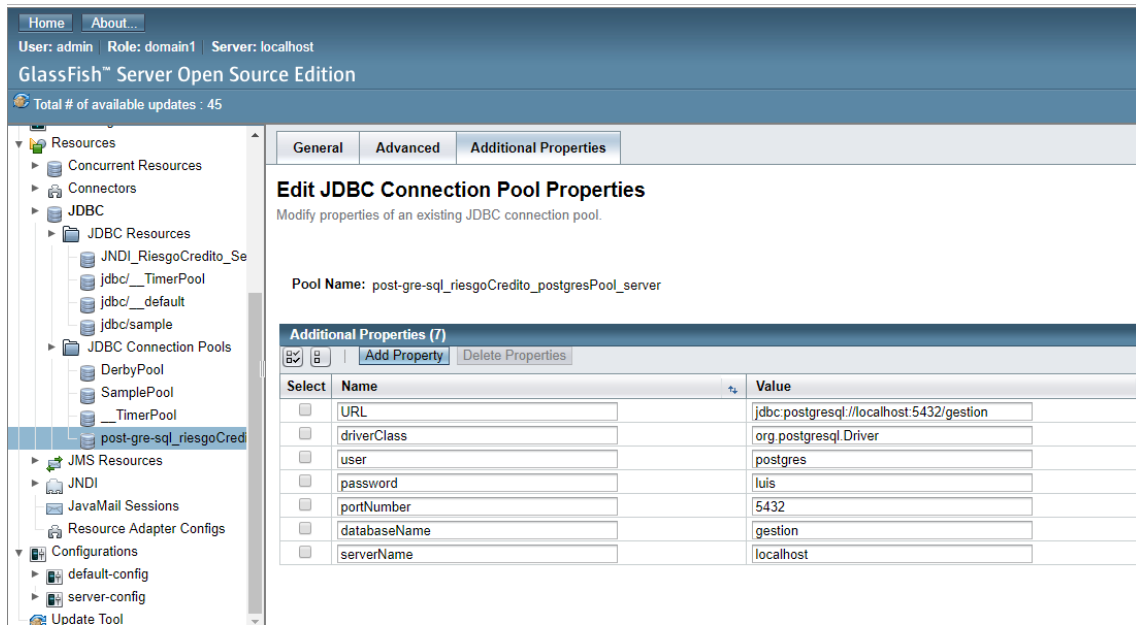 Home About...
User: admin Role: domain1 Server: localhost
GlassFish™ Server Open Source Edition
Total # of available updates : 45
Resources
Concurrent Resources
Connectors
JDBC
JDBC Resources
JNDI_RiesgoCredito_Se
jdbc/__TimerPool
jdbc/__default
jdbc/sample
JDBC Connection Pools
DerbyPool
SamplePool
__TimerPool
post-gre-sql_riesgoCredi
JMS Resources
JNDI
JavaMail Sessions
Resource Adapter Configs
Configurations
default-config
server-config
Update Tool
General Advanced Additional Properties
Edit JDBC Connection Pool Properties
Modify properties of an existing JDBC connection pool.
Pool Name: post-gre-sql_riesgoCredito_postgresPool_server
Additional Properties (7)
Add Property Delete Properties
Select Name Value
URL jdbc:postgresql://localhost:5432/gestion
driverClass org.postgresql.Driver
user postgres
password luis
portNumber 5432
databaseName gestion
serverName localhost